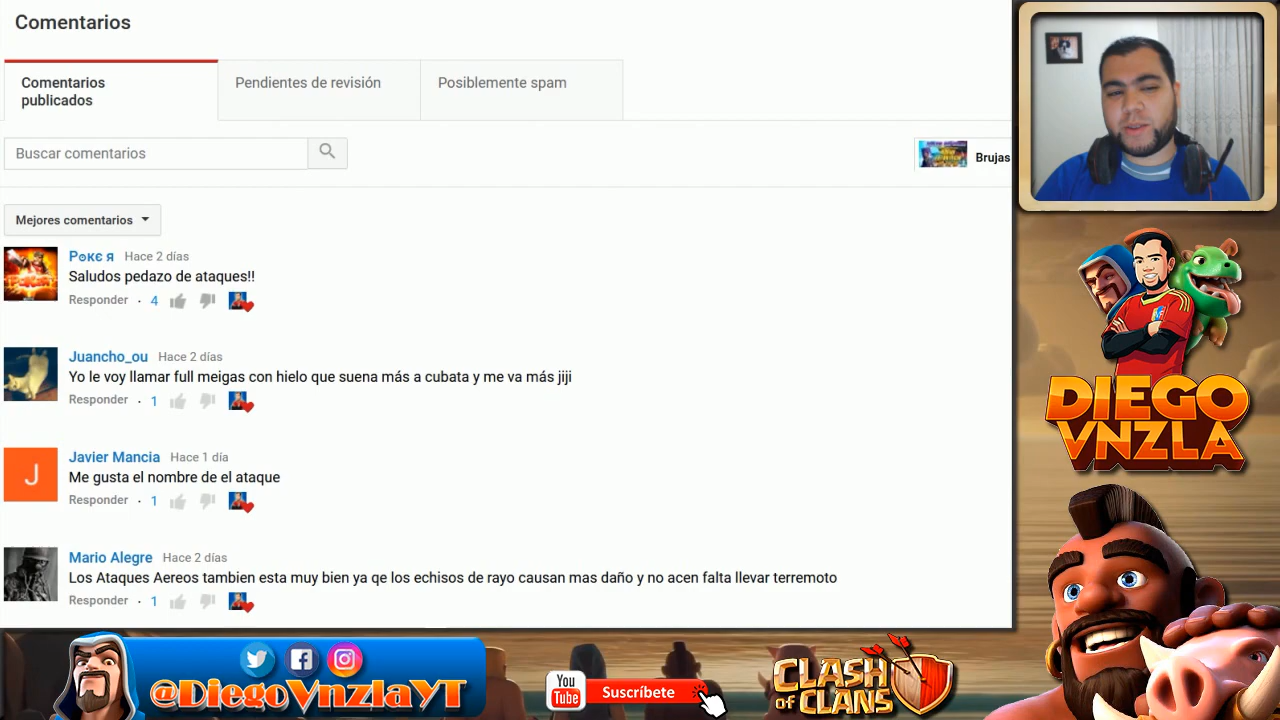 Comentarios
Comentarios
publicados
Pendientes de revisión
Posiblemente spam
Buscar comentarios
Brujas
Mejores comentarios
Pʘκє я Hace 2 días
Saludos pedazo de ataques!!
Responder · 4
Juancho_ou Hace 2 días
Yo le voy llamar full meigas con hielo que suena más a cubata y me va más jiji
Responder · 1
J
Javier Mancia Hace 1 día
Me gusta el nombre de el ataque
Responder · 1
Mario Alegre Hace 2 días
Los Ataques Aereos tambien esta muy bien ya qe los echisos de rayo causan mas daño y no acen falta llevar terremoto
Responder · 1
DIEGO
VNZLA
@DiegoVnzlaYT
You
Tube
Suscríbete
CLASH
OF
CLANS